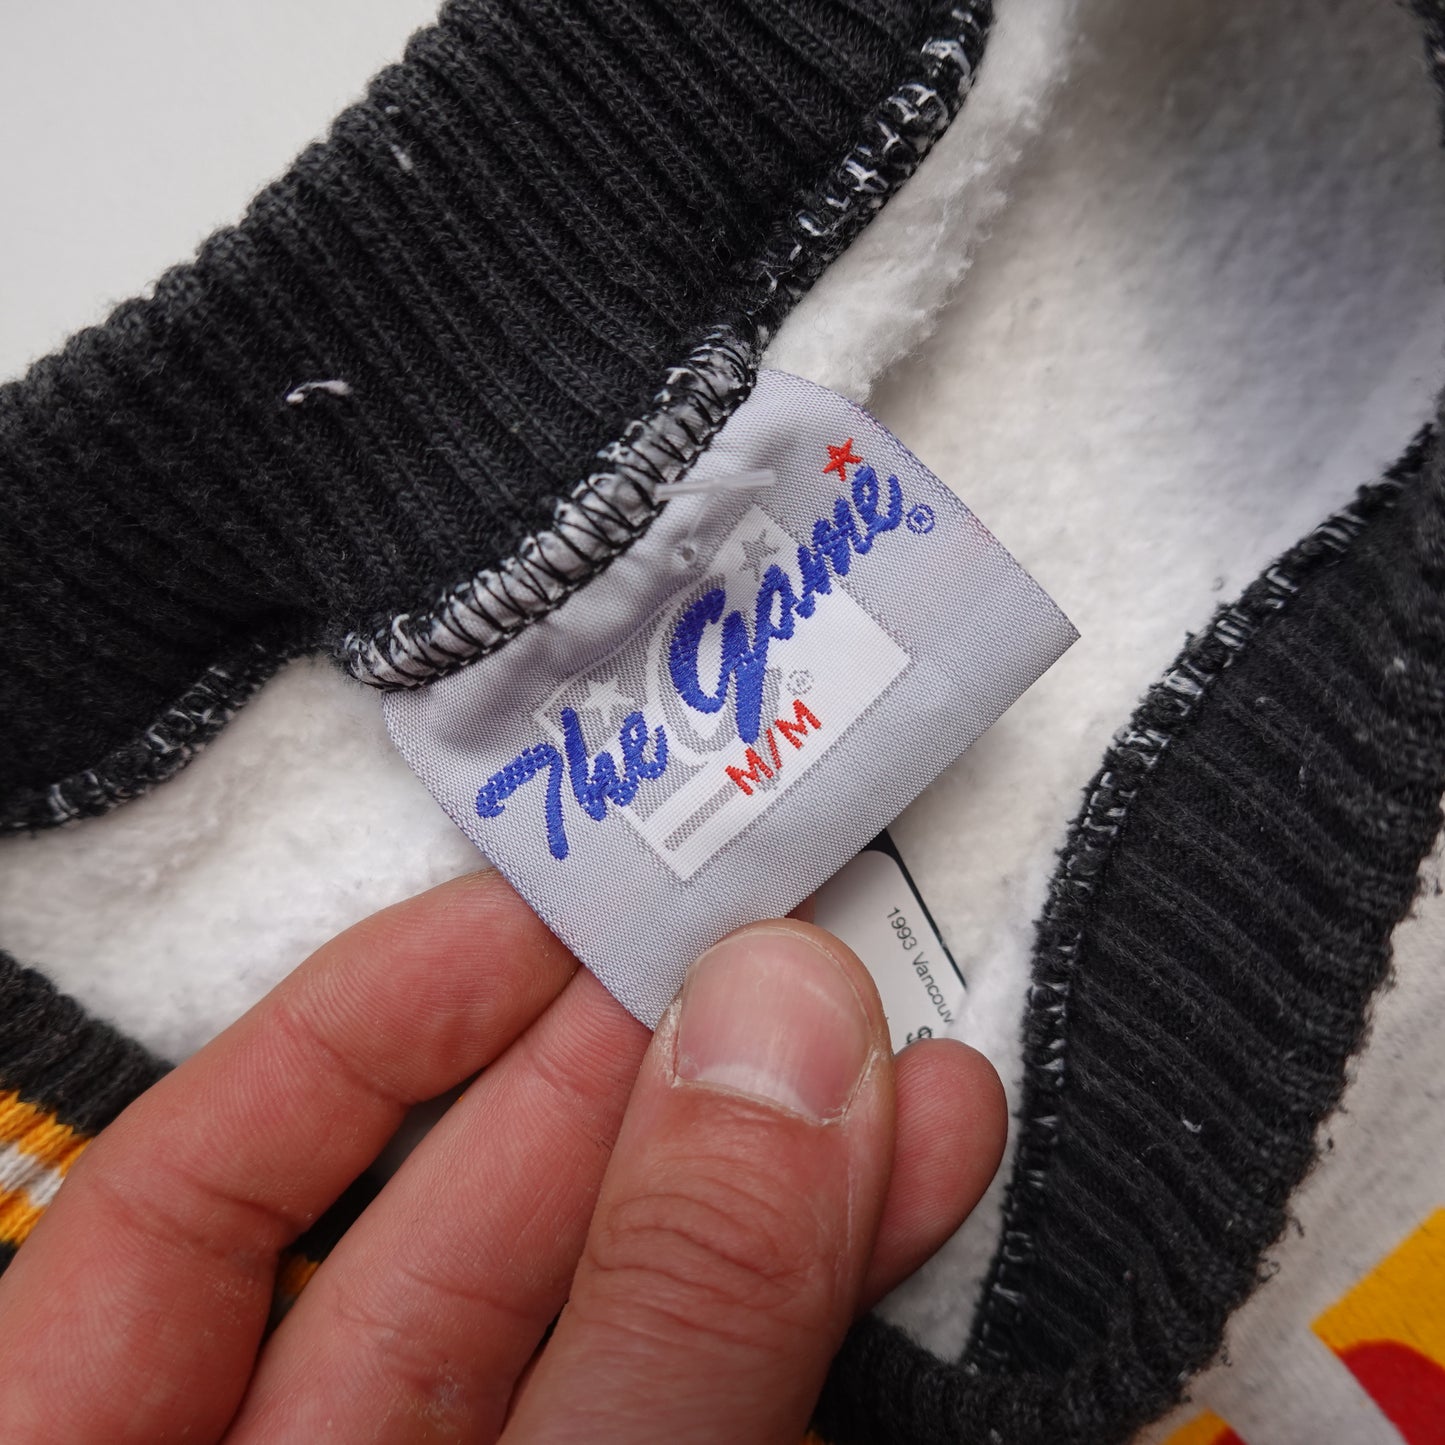 The Game ®
®
M/M
1993 Vancouv
$